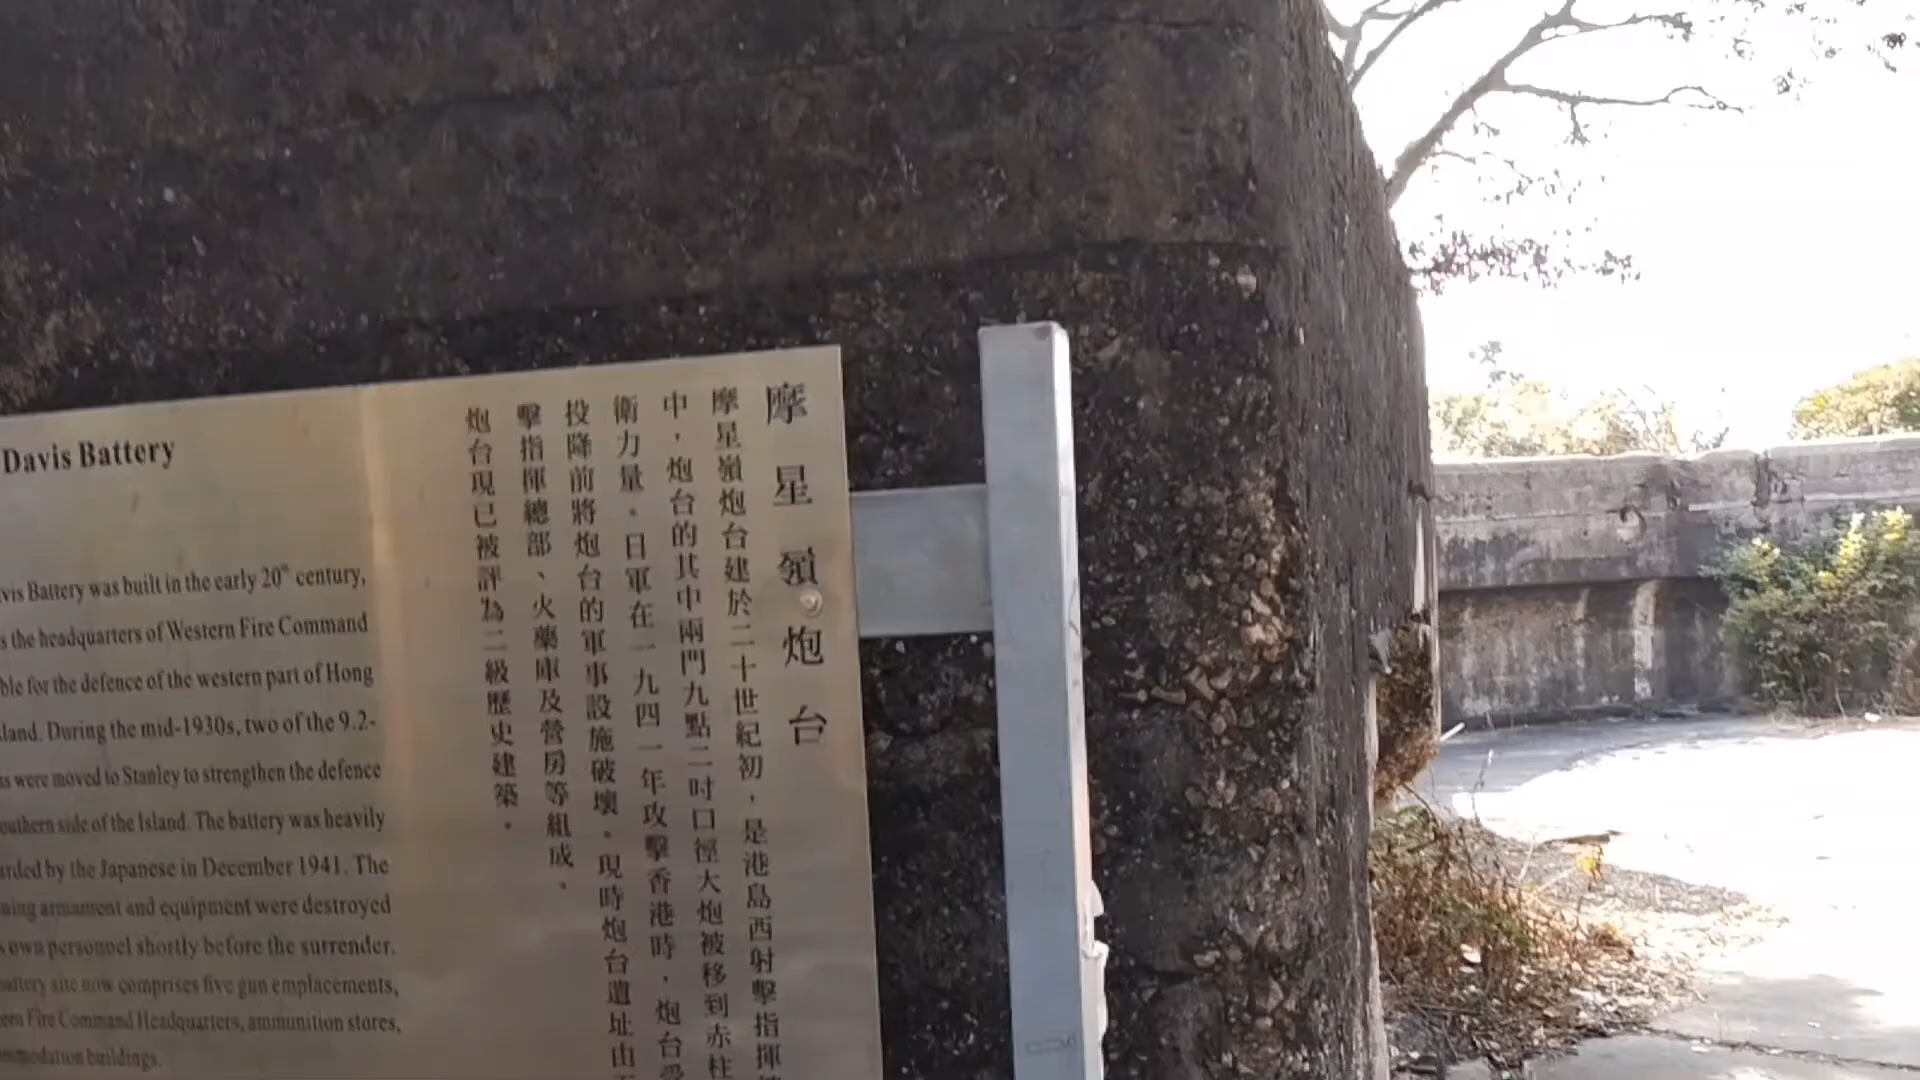 Davis Battery
Battery was built in the early 20th century,
the headquarters of Western Fire Command
for the defence of the western part of Hong
During the mid-1930s, two of the 9.2-
were moved to Stanley to strengthen the defence
side of the Island. The battery was heavily
by the Japanese in December 1941. The
armament and equipment were destroyed
own personnel shortly before the surrender.
site now comprises five gun emplacements,
Fire Command Headquarters, ammunition stores,
buildings.
摩星嶺炮台
摩星嶺炮台建於二十世紀初，是港島西射擊指揮
中，炮台的其中兩門九點二吋口徑大炮被移到赤柱
衛力量。日軍在一九四一年攻擊香港時，炮台受
投降前將炮台的軍事設施破壞。現時炮台遺址由五
擊指揮總部、火藥庫及營房等組成、
炮台現已被評為二級歷史建築。